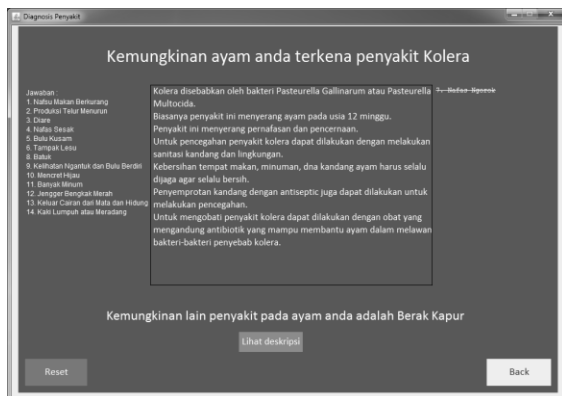 Diagnosis Penyakit
Kemungkinan ayam anda terkena penyakit Kolera
Jawaban :
1. Nafsu Makan Berkurang
2. Produksi Telur Menurun
3. Diare
4. Nafas Sesak
5. Bulu Kusam
6. Tampak Lesu
8. Batuk
9. Kelihatan Ngantuk dan Bulu Berdiri
10. Mencret Hijau
11. Banyak Minum
12. Jengger Bengkak Merah
13. Keluar Cairan dari Mata dan Hidung
14. Kaki Lumpuh atau Meradang
Kolera disebabkan oleh bakteri Pasteurella Gallinarum atau Pasteurella
Multocida.
Biasanya penyakit ini menyerang ayam pada usia 12 minggu.
Penyakit ini menyerang pernafasan dan pencernaan.
Untuk pencegahan penyakit kolera dapat dilakukan dengan melakukan
sanitasi kandang dan lingkungan.
Kebersihan tempat makan, minuman, dna kandang ayam harus selalu
dijaga agar selalu bersih.
Penyemprotan kandang dengan antiseptic juga dapat dilakukan untuk
melakukan pencegahan.
Untuk mengobati penyakit kolera dapat dilakukan dengan obat yang
mengandung antibiotik yang mampu membantu ayam dalam melawan
bakteri-bakteri penyebab kolera.
7. Nafas Ngorok
Kemungkinan lain penyakit pada ayam anda adalah Berak Kapur
Lihat deskripsi
Reset
Back